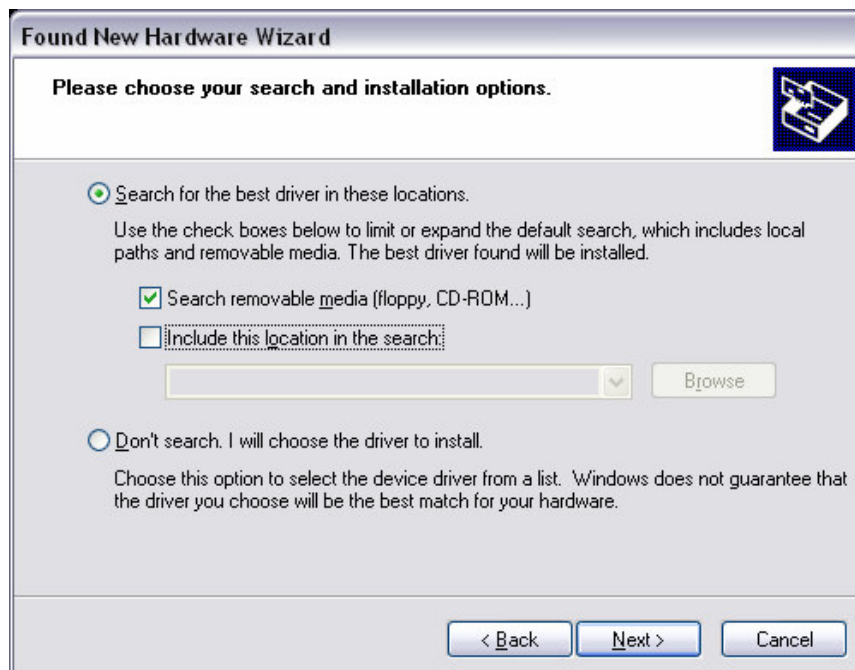 Found New Hardware Wizard
Please choose your search and installation options.
Search for the best driver in these locations.
Use the check boxes below to limit or expand the default search, which includes local
paths and removable media. The best driver found will be installed.
Search removable media (floppy, CD-ROM...)
Include this location in the search:
Browse
Don't search. I will choose the driver to install.
Choose this option to select the device driver from a list. Windows does not guarantee that
the driver you choose will be the best match for your hardware.
< Back Next > Cancel